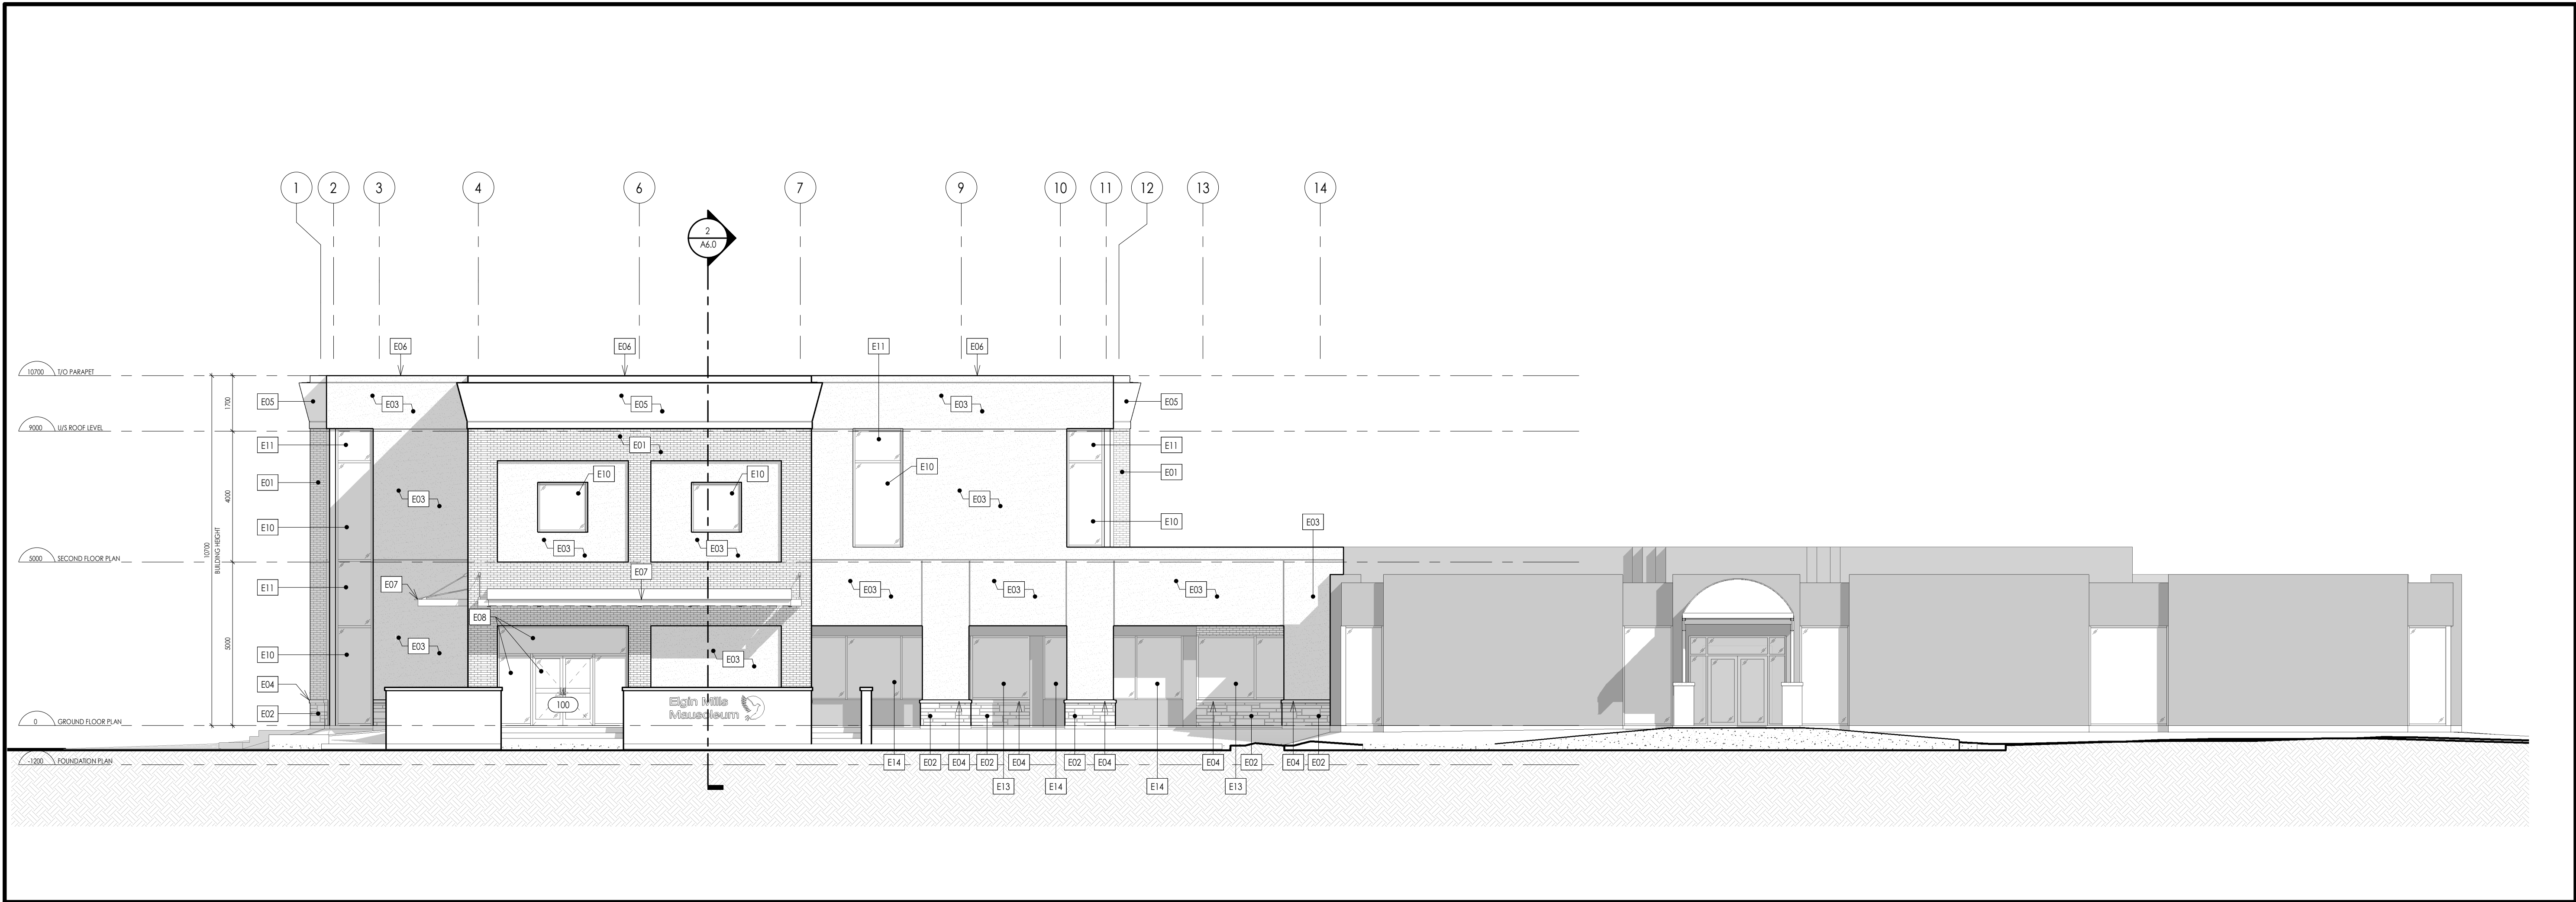 1 2 3 4 6 7 9 10 11 12 13 14
2
A6.0
E06 E06 E11 E06
10700 T/O PARAPET
E05 E03 E05 E03 E05
1700
9000 U/S ROOF LEVEL
E11 E01 E11
E10 E10 E10 E01
E01
4000
E03 E03
E10 E10 E03
E03 E03
10700
BUILDING HEIGHT
5000 SECOND FLOOR PLAN
E07
E11 E07 E03 E03 E03 E03
E08
5000
E03
E10 E03
E04
100
Elgin Mills
Mausoleum
E02
0 GROUND FLOOR PLAN
-1200 FOUNDATION PLAN
E14 E02 E04 E02 E04 E02 E04 E04 E02 E04 E02
E13 E14 E14 E13